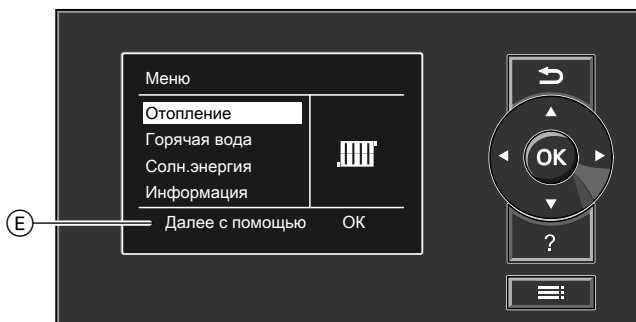 Меню
Отопление
Горячая вода
Солн.энергия
Информация
Далее с помощью OK
E
OK
?